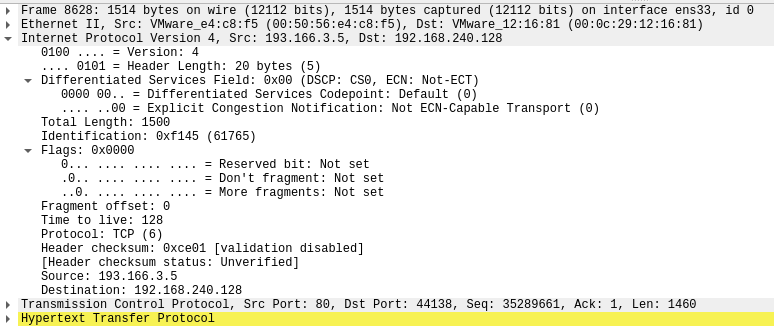 Frame 8628: 1514 bytes on wire (12112 bits), 1514 bytes captured (12112 bits) on interface ens33, id 0
Ethernet II, Src: VMware_e4:c8:f5 (00:50:56:e4:c8:f5), Dst: VMware_12:16:81 (00:0c:29:12:16:81)
Internet Protocol Version 4, Src: 193.166.3.5, Dst: 192.168.240.128
0100 .... = Version: 4
.... 0101 = Header Length: 20 bytes (5)
Differentiated Services Field: 0x00 (DSCP: CS0, ECN: Not-ECT)
0000 00.. = Differentiated Services Codepoint: Default (0)
.... ..00 = Explicit Congestion Notification: Not ECN-Capable Transport (0)
Total Length: 1500
Identification: 0xf145 (61765)
Flags: 0x0000
0... .... .... .... = Reserved bit: Not set
.0.. .... .... .... = Don't fragment: Not set
..0. .... .... .... = More fragments: Not set
Fragment offset: 0
Time to live: 128
Protocol: TCP (6)
Header checksum: 0xce01 [validation disabled]
[Header checksum status: Unverified]
Source: 193.166.3.5
Destination: 192.168.240.128
Transmission Control Protocol, Src Port: 80, Dst Port: 44138, Seq: 35289661, Ack: 1, Len: 1460
Hypertext Transfer Protocol